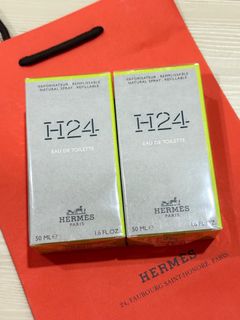 VAPORISATEUR - REMPLISSABLE
NATURAL SPRAY - REFILLABLE
H24
EAU DE TOILETTE
HERMÈS
PARIS
50 ML℮
1.6 FL.OZ.
VAPORISATEUR - REMPLISSABLE
NATURAL SPRAY - REFILLABLE
H24
EAU DE TOILETTE
HERMÈS
PARIS
50 ML℮
1.6 FL.OZ.
HERMÈS
24, FAUBOURG SAINT-HONORÉ, PARIS